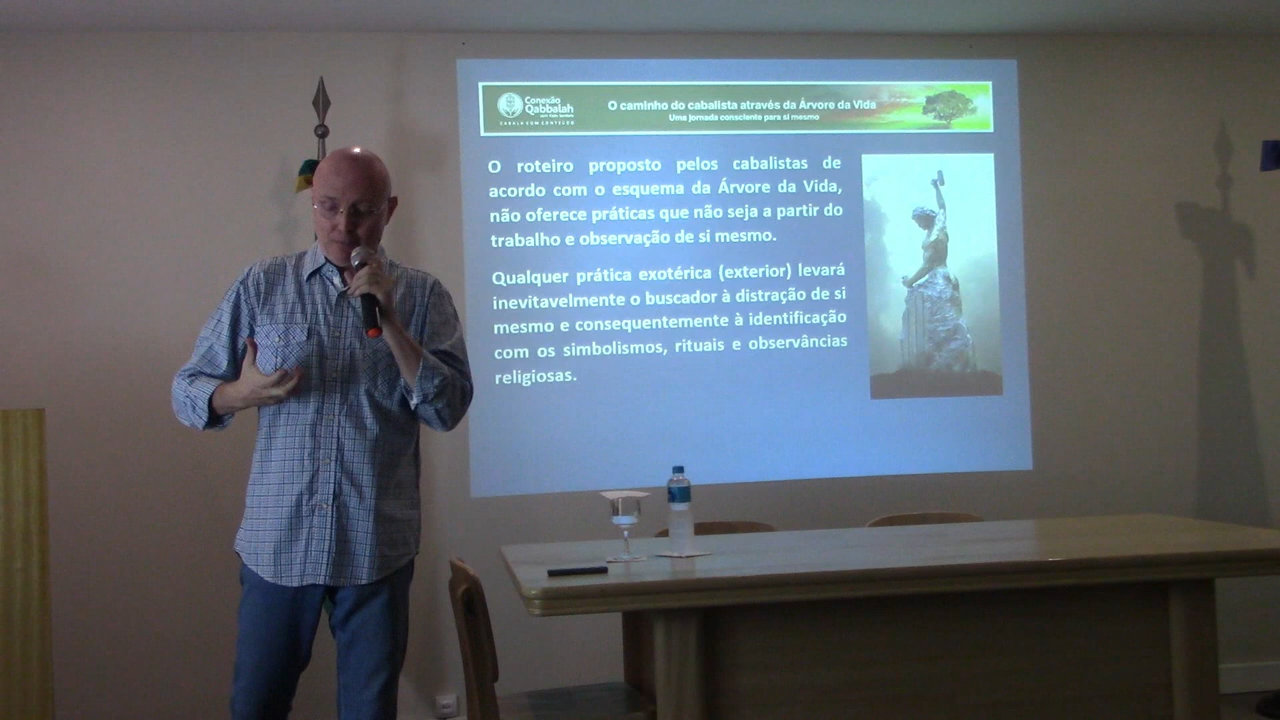 Conexão
Qabbalah
CABALA COM CONTEÚDO
O caminho do cabalista através da Árvore da Vida
Uma jornada consciente para si mesmo
O roteiro proposto pelos cabalistas de
acordo com o esquema da Árvore da Vida,
não oferece práticas que não seja a partir do
trabalho e observação de si mesmo.
Qualquer prática exotérica (exterior) levará
inevitavelmente o buscador à distração de si
mesmo e consequentemente à identificação
com os simbolismos, rituais e observâncias
religiosas.